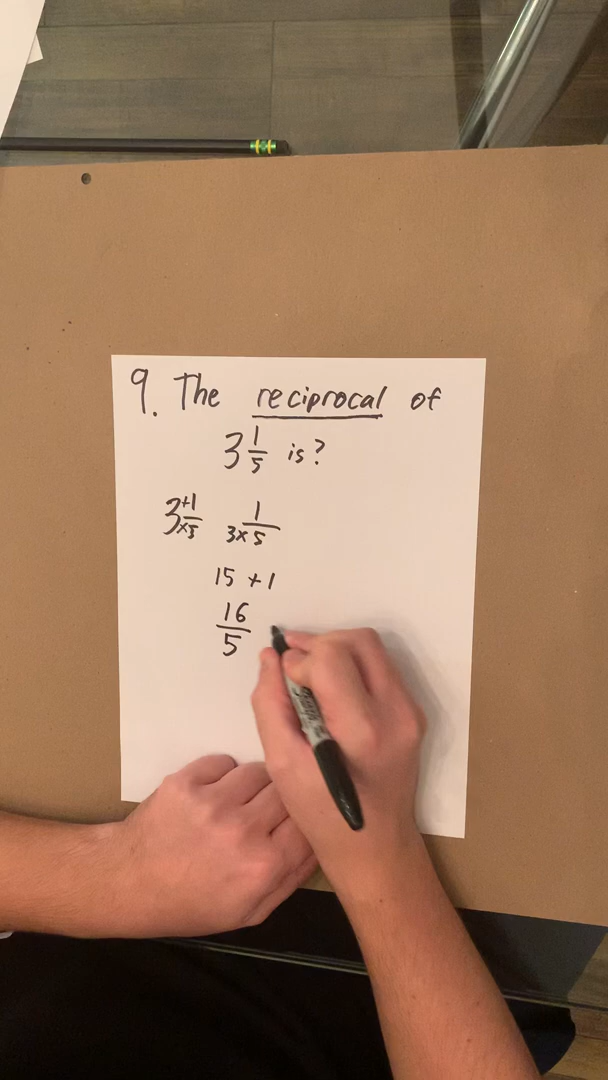 9. The reciprocal of
3 1/5 is?
3 +1/×5 1/3×5
15 + 1
16/5